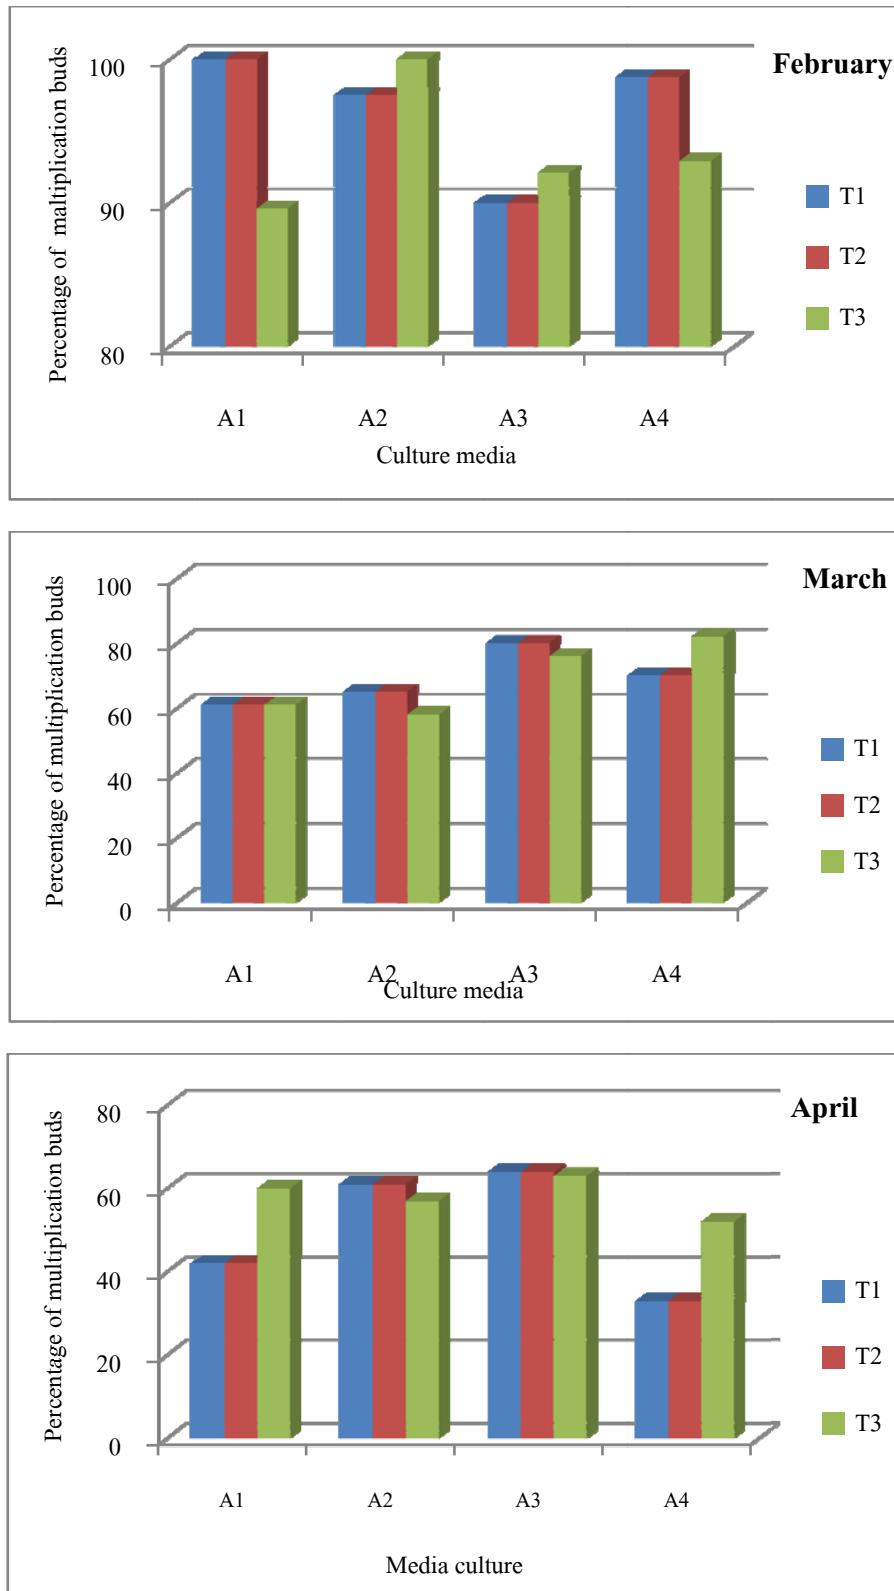 February
Percentage of maltiplication buds
100
90
80
T1
T2
T3
A1 A2 A3 A4
Culture media
March
Percentage of multiplication buds
100
80
60
40
20
0
T1
T2
T3
A1 A2 A3 A4
Culture media
April
Percentage of multiplication buds
80
60
40
20
0
T1
T2
T3
A1 A2 A3 A4
Media culture